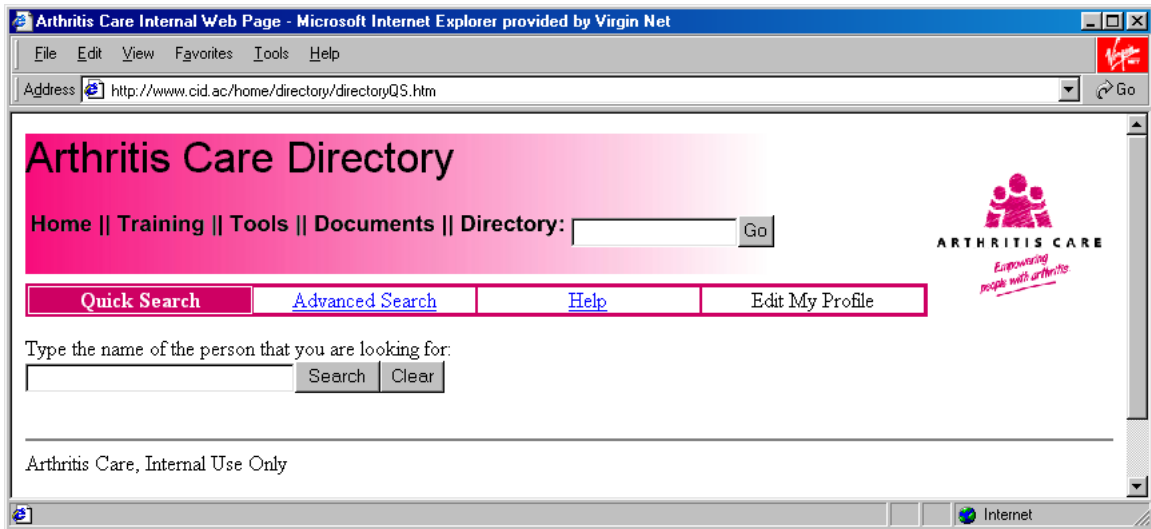 Arthritis Care Internal Web Page - Microsoft Internet Explorer provided by Virgin Net
File Edit View Favorites Tools Help
Virgin NET
Address http://www.cid.ac/home/directory/directoryQS.htm Go
Arthritis Care Directory
Home || Training || Tools || Documents || Directory: Go
ARTHRITIS CARE
Empowering
people with arthritis
Quick Search Advanced Search Help Edit My Profile
Type the name of the person that you are looking for:
Search Clear
Arthritis Care, Internal Use Only
Internet